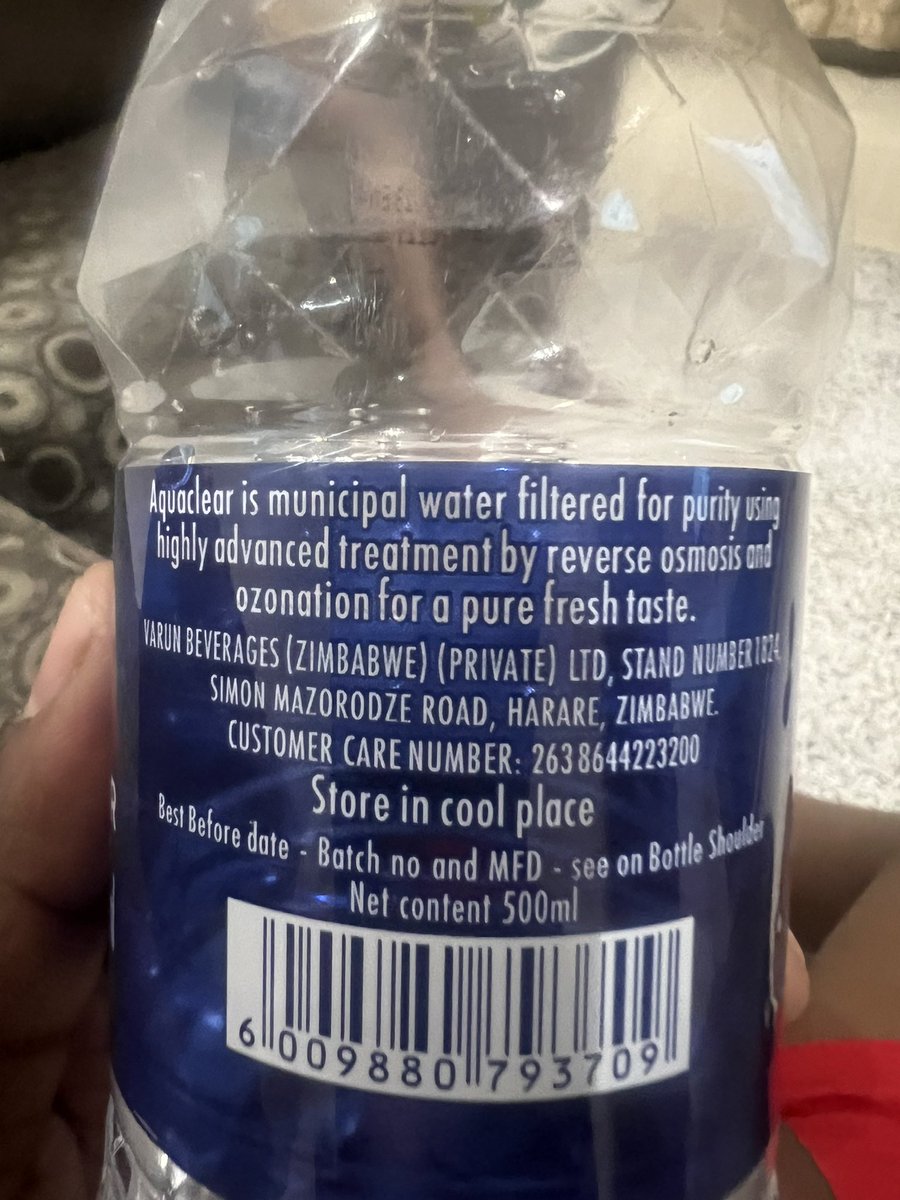 Aquaclear is municipal water filtered for purity using
highly advanced treatment by reverse osmosis and
ozonation for a pure fresh taste.
VARUN BEVERAGES (ZIMBABWE) (PRIVATE) LTD, STAND NUMBER 1824,
SIMON MAZORODZE ROAD, HARARE, ZIMBABWE.
CUSTOMER CARE NUMBER: 263 8644223200
Store in cool place
Best Before date - Batch no and MFD - see on Bottle Shoulder
Net content 500ml
6 009880 793709